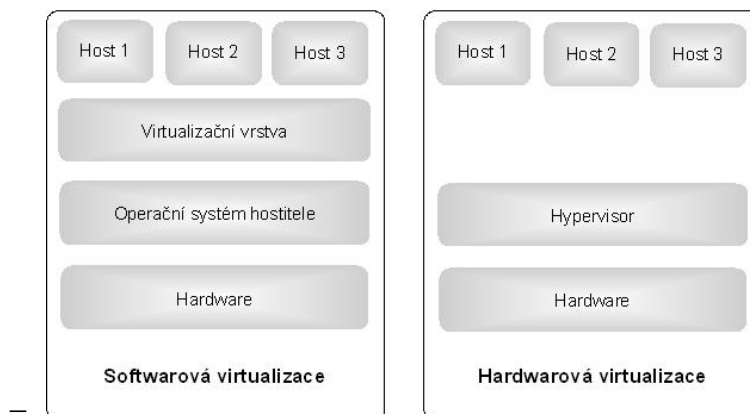 Host 1
Host 2
Host 3
Virtualizační vrstva
Operační systém hostitele
Hardware
Softwarová virtualizace
Host 1
Host 2
Host 3
Hypervisor
Hardware
Hardwarová virtualizace